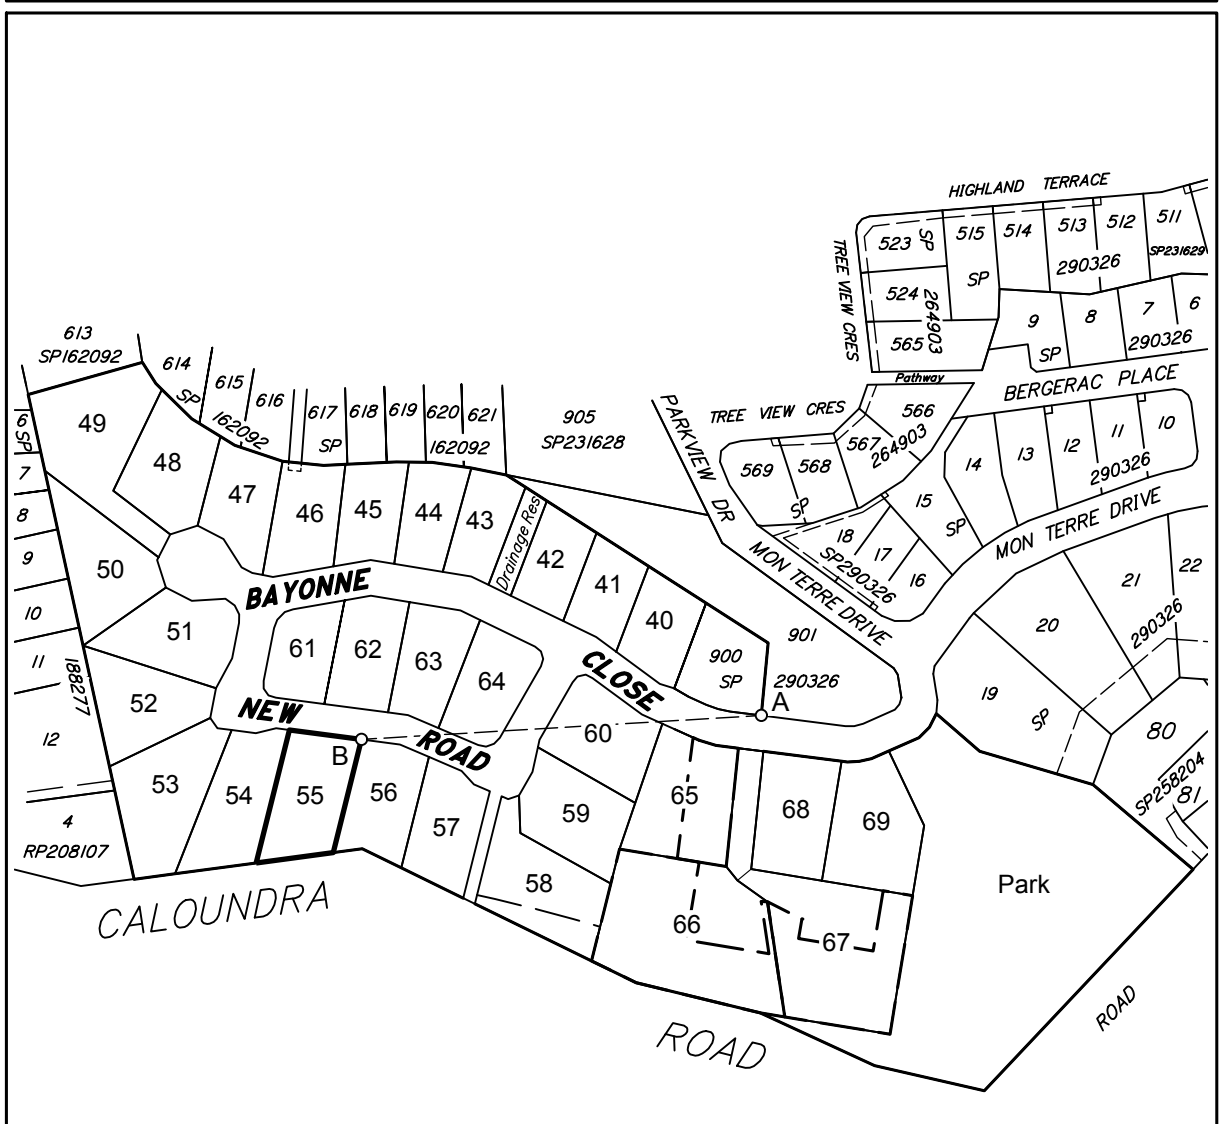 HIGHLAND TERRACE
523 SP 515 514 513 512 511
SP 290326 SP231629
TREE VIEW CRES
524
264903
565
9 8 7 6
SP 290326
Pathway
BERGERAC PLACE
613
SP162092
614
SP
615
616
162092
617
SP
618
619
620
621
162092
905
SP231628
PARKVIEW DR
TREE VIEW CRES
566
567
264903
568
569
SP
14
13
12
11
10
290326
15
SP
MON TERRE DRIVE
18
17
16
SP290326
MON TERRE DRIVE
22
21
20
290326
19
SP
80
SP258204
81
6
SP
7
8
9
10
11
188277
12
4
RP208107
49
48
47
46
45
44
43
Drainage Res
42
41
40
900
SP
901
290326
50
51
52
53
54
55
56
57
58
59
60
61
62
63
64
65
66
67
68
69
BAYONNE
CLOSE
NEW
ROAD
A
B
Park
CALOUNDRA
ROAD
ROAD